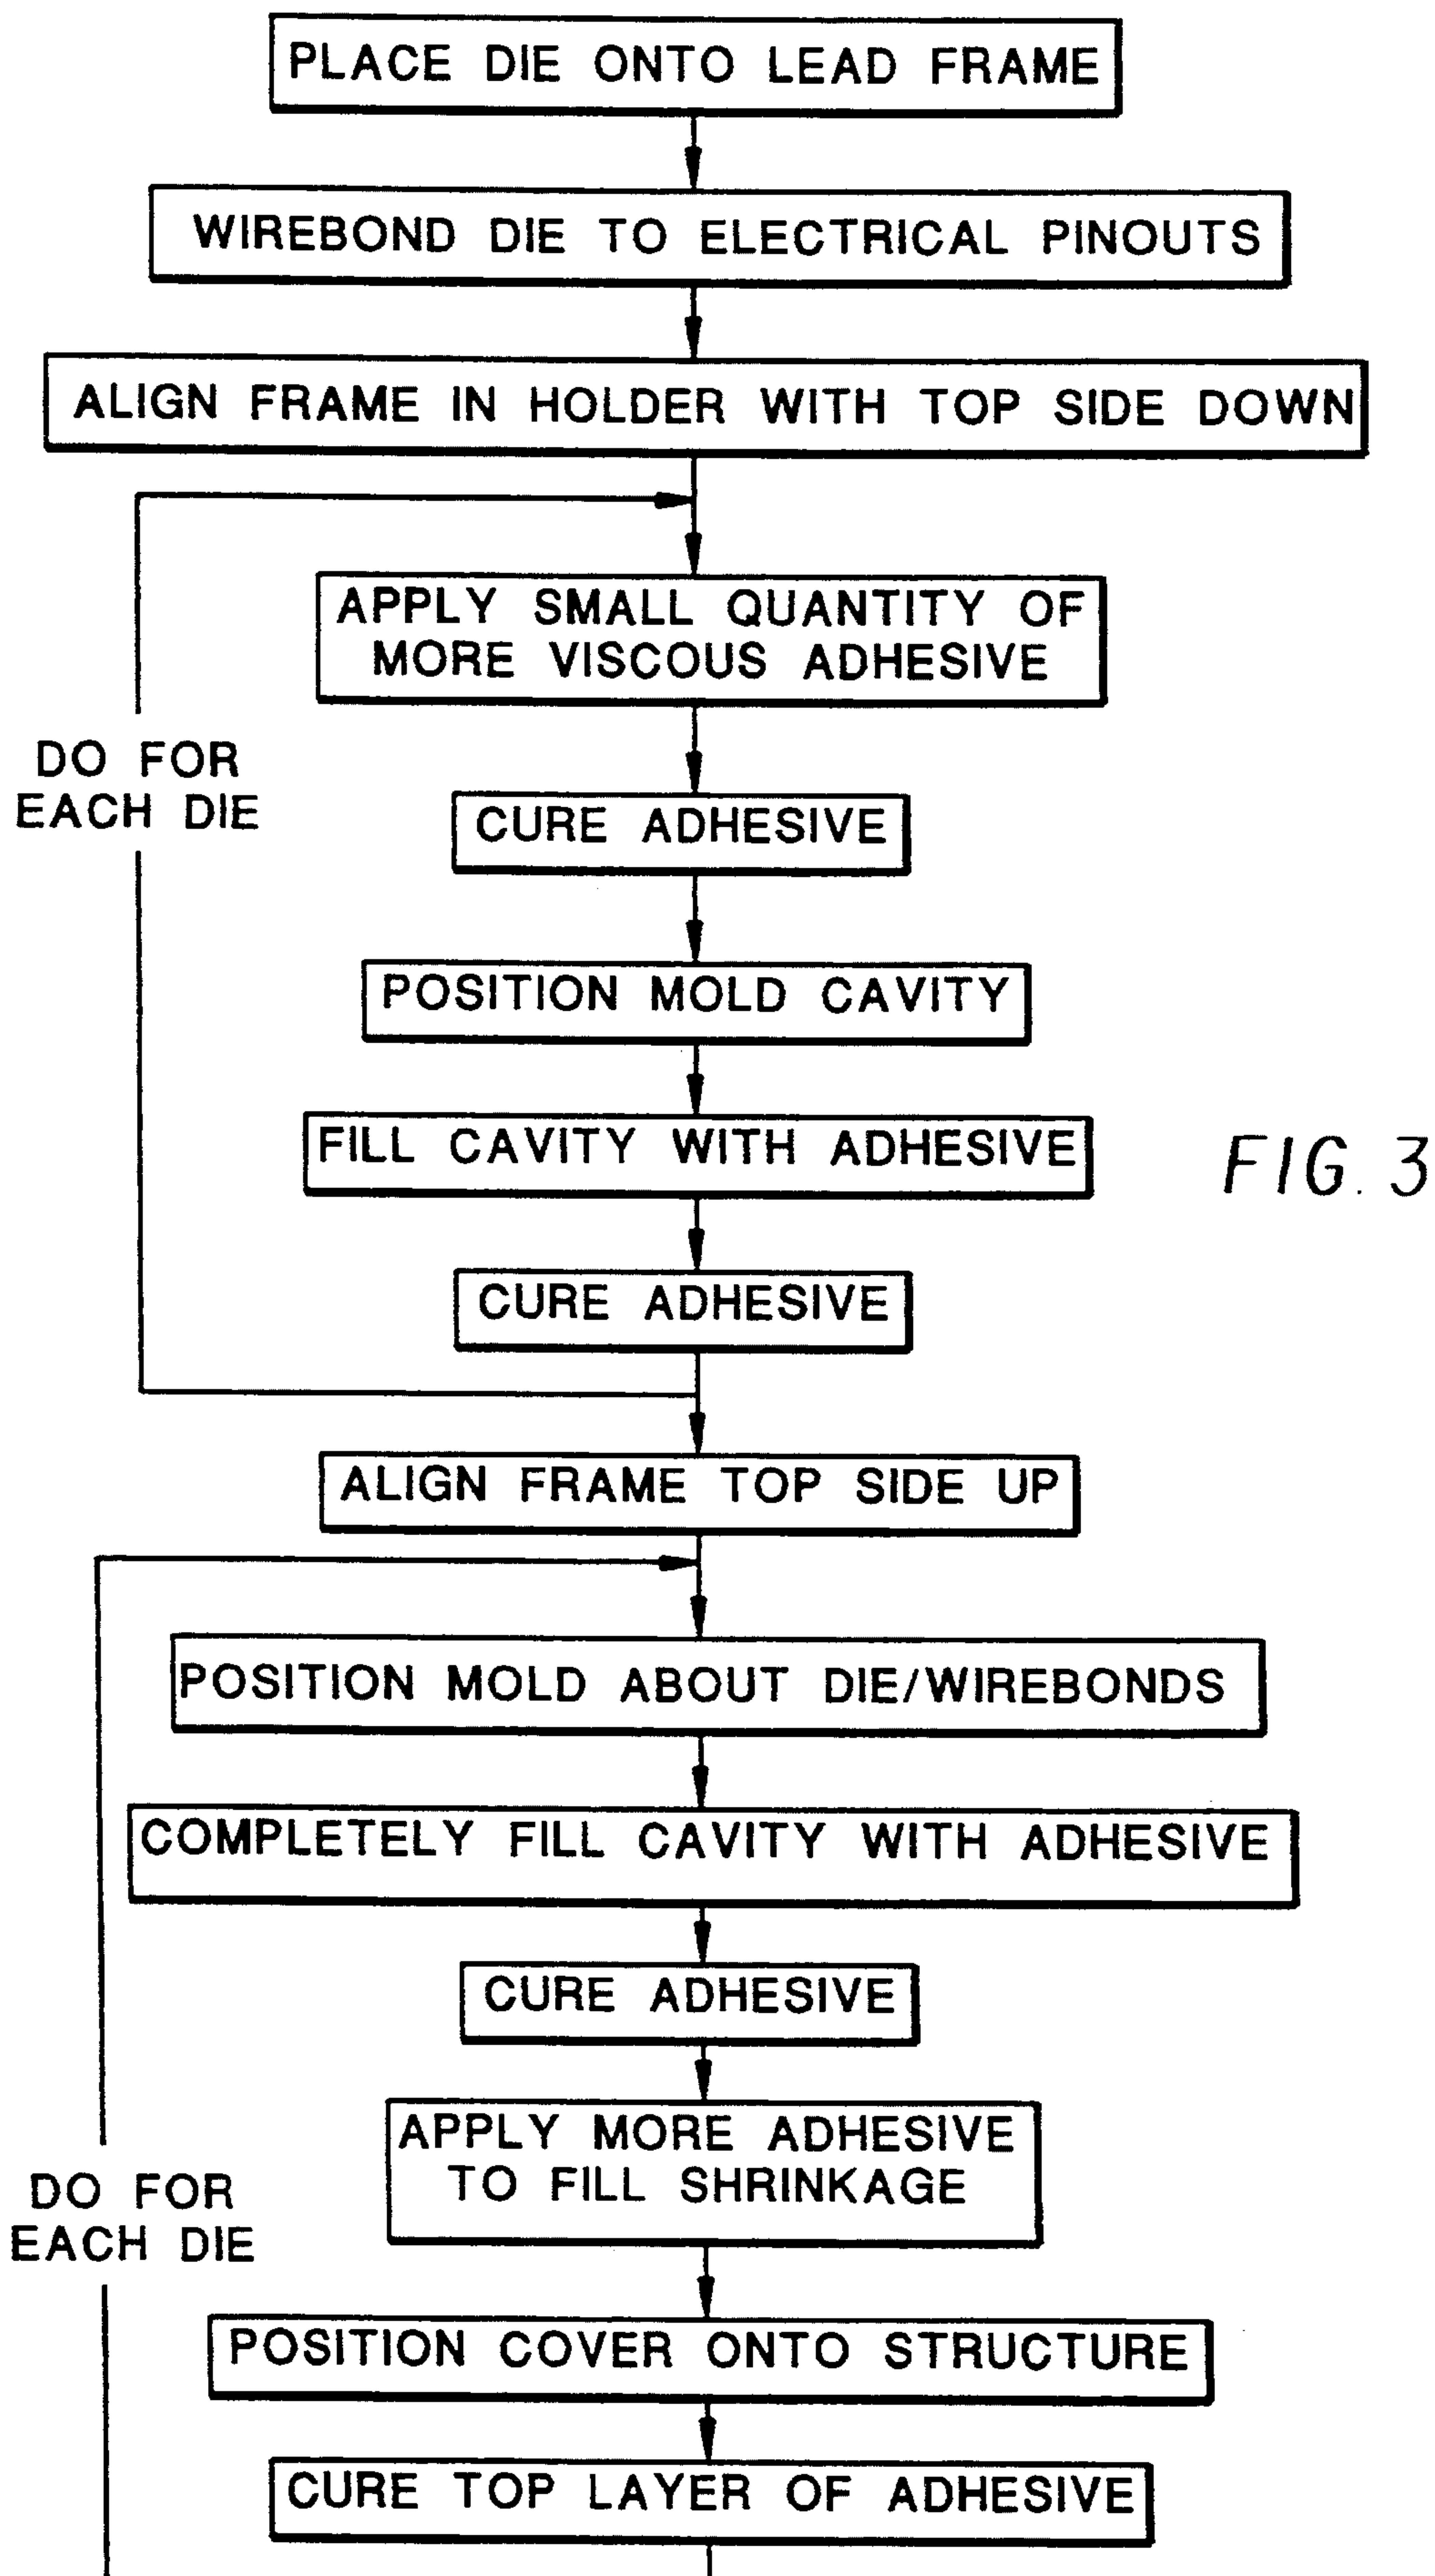 PLACE DIE ONTO LEAD FRAME
WIREBOND DIE TO ELECTRICAL PINOUTS
ALIGN FRAME IN HOLDER WITH TOP SIDE DOWN
APPLY SMALL QUANTITY OF
MORE VISCOUS ADHESIVE
DO FOR
EACH DIE
CURE ADHESIVE
POSITION MOLD CAVITY
FILL CAVITY WITH ADHESIVE
FIG. 3
CURE ADHESIVE
ALIGN FRAME TOP SIDE UP
POSITION MOLD ABOUT DIE/WIREBONDS
COMPLETELY FILL CAVITY WITH ADHESIVE
CURE ADHESIVE
APPLY MORE ADHESIVE
TO FILL SHRINKAGE
DO FOR
EACH DIE
POSITION COVER ONTO STRUCTURE
CURE TOP LAYER OF ADHESIVE